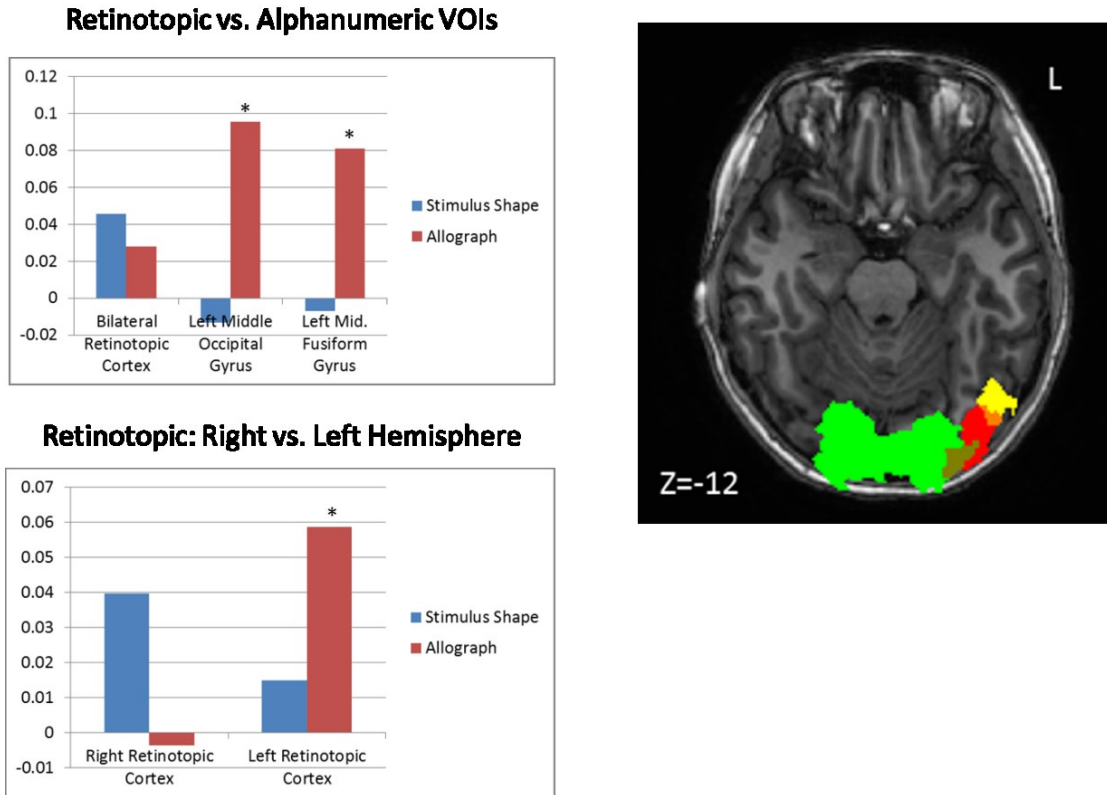 Retinotopic vs. Alphanumeric VOIs
0.12
0.1
0.08
0.06
0.04
0.02
0
-0.02
*
*
Bilateral Retinotopic Cortex
Left Middle Occipital Gyrus
Left Mid. Fusiform Gyrus
Stimulus Shape
Allograph
Retinotopic: Right vs. Left Hemisphere
0.07
0.06
0.05
0.04
0.03
0.02
0.01
0
-0.01
*
Right Retinotopic Cortex
Left Retinotopic Cortex
Stimulus Shape
Allograph
L
Z=-12